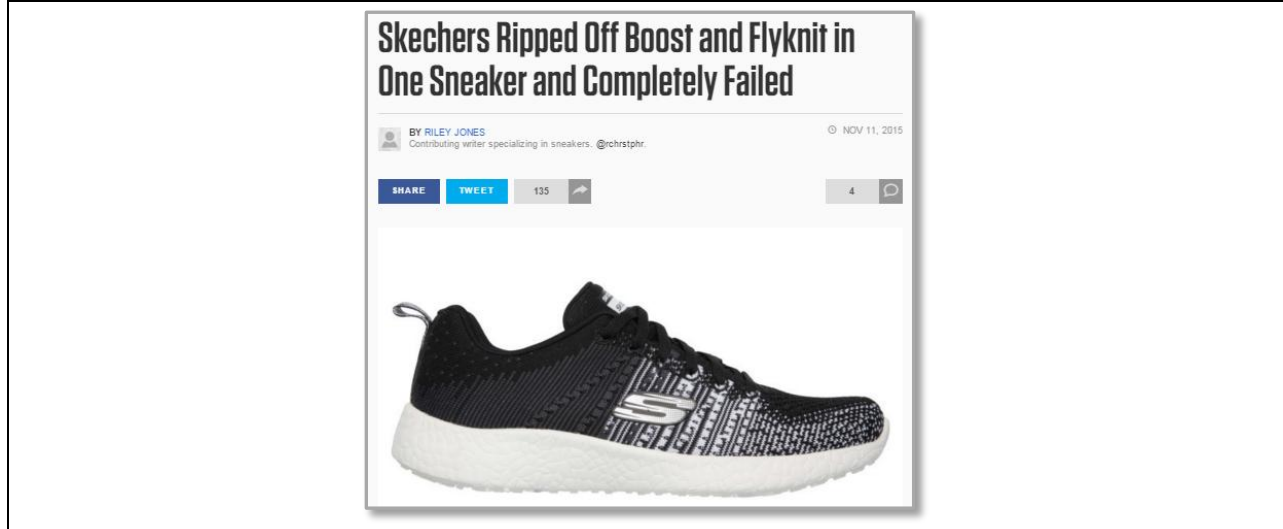 Skechers Ripped Off Boost and Flyknit in
One Sneaker and Completely Failed
BY RILEY JONES
Contributing writer specializing in sneakers. @rchrstphr.
NOV 11, 2015
SHARE
TWEET
135
4
S